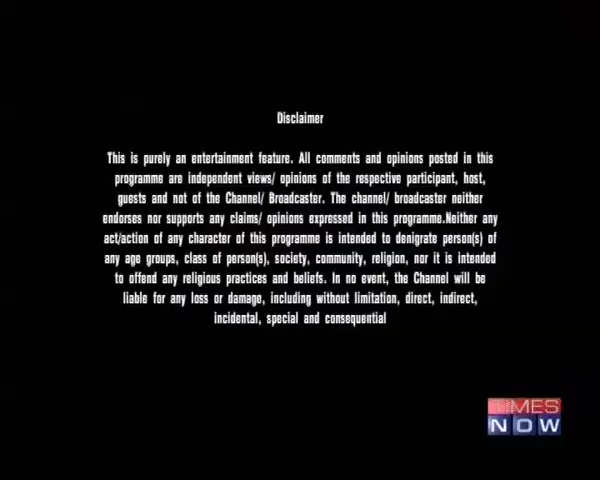 Disclaimer
This is purely an entertainment feature. All comments and opinions posted in this
programme are independent views/ opinions of the respective participant, host,
guests and not of the Channel/ Broadcaster. The channel/ broadcaster neither
endorses nor supports any claims/ opinions expressed in this programme.Neither any
act/action of any character of this programme is intended to denigrate person(s) of
any age groups, class of person(s), society, community, religion, nor it is intended
to offend any religious practices and beliefs. In no event, the Channel will be
liable for any loss or damage, including without limitation, direct, indirect,
incidental, special and consequential
TIMES
NOW